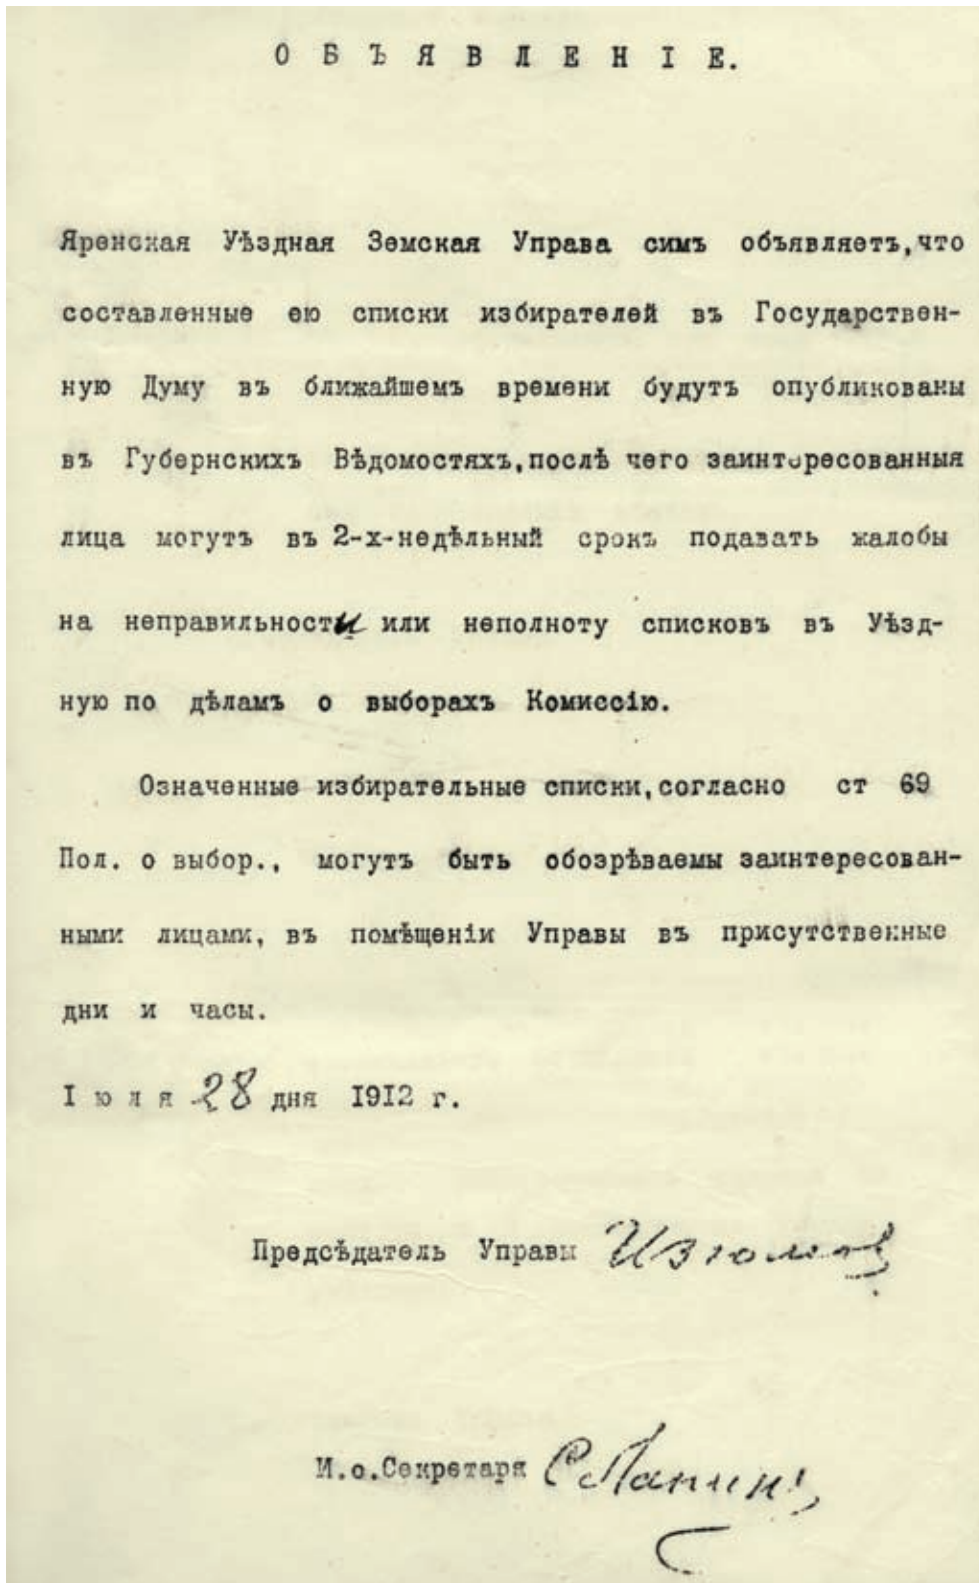 ОБЪЯВЛЕНІЕ.
Яренская Уѣздная Земская Управа симъ объявляетъ, что
составленные ею списки избирателей въ Государствен-
ную Думу въ ближайшемъ времени будутъ опубликованы
въ Губернскихъ Вѣдомостяхъ, послѣ чего заинтересованныя
лица могутъ въ 2-х-недѣльный срокъ подавать жалобы
на неправильности или неполноту списковъ въ Уѣзд-
ную по дѣламъ о выборахъ Комиссію.
Означенные избирательные списки, согласно ст 69
Пол. о выбор., могутъ быть обозрѣваемы заинтересован-
ными лицами, въ помѣщеніи Управы въ присутственные
дни и часы.
Іюля 28 дня 1912 г.
Предсѣдатель Управы Изюмов
И.о.Секретаря С Лапинъ